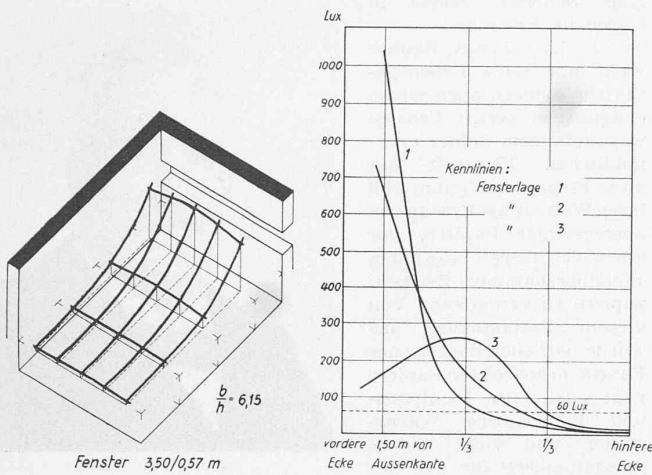 Lux
1000
900
800
700
600
500
400
300
200
100
1
Kennlinien :
Fensterlage 1
" 2
" 3
3
2
60 Lux
vordere Ecke
1,50 m von Aussenkante
1/3
1/3
hintere Ecke
b/h = 6,15
Fenster 3,50/0,57 m